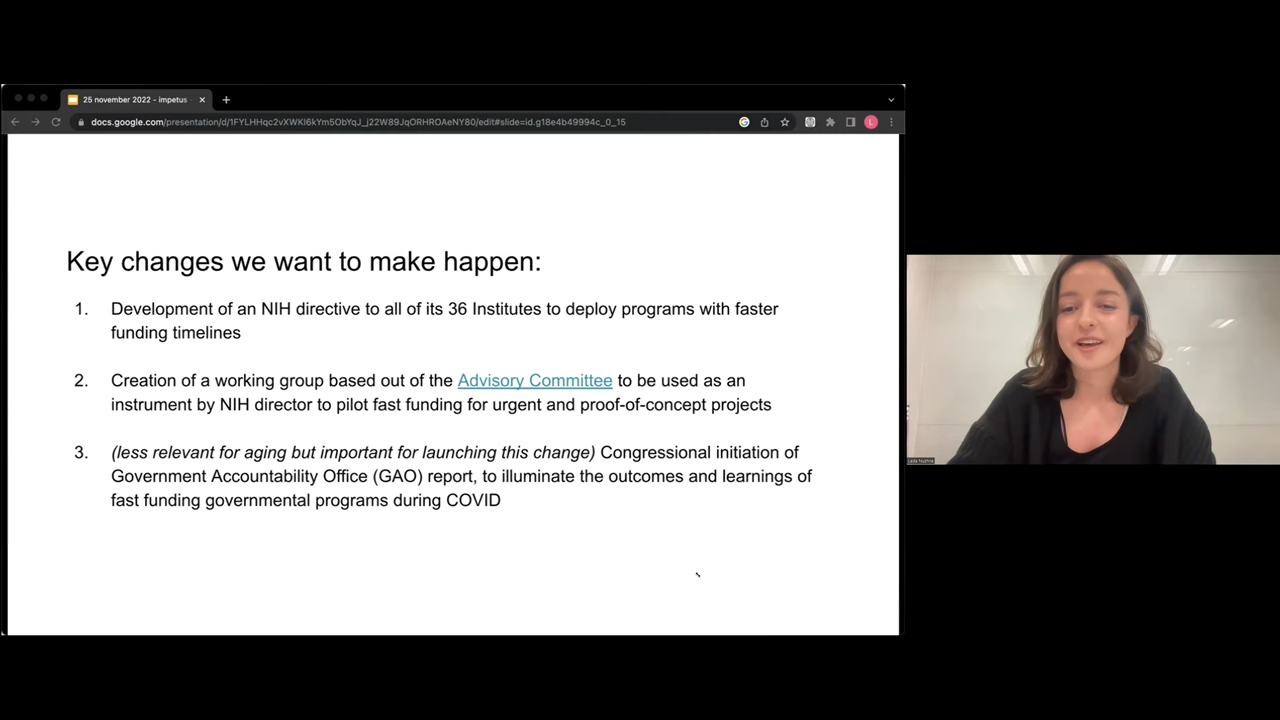 25 november 2022 - impetus
docs.google.com/presentation/d/1FYLHHqc2vXWKI6kYm5ObYqJ_j22W89JqORHROAeNY80/edit#slide=id.g18e4b49994c_0_15
L
Key changes we want to make happen:
1. Development of an NIH directive to all of its 36 Institutes to deploy programs with faster
funding timelines
2. Creation of a working group based out of the Advisory Committee to be used as an
instrument by NIH director to pilot fast funding for urgent and proof-of-concept projects
3. (less relevant for aging but important for launching this change) Congressional initiation of
Government Accountability Office (GAO) report, to illuminate the outcomes and learnings of
fast funding governmental programs during COVID